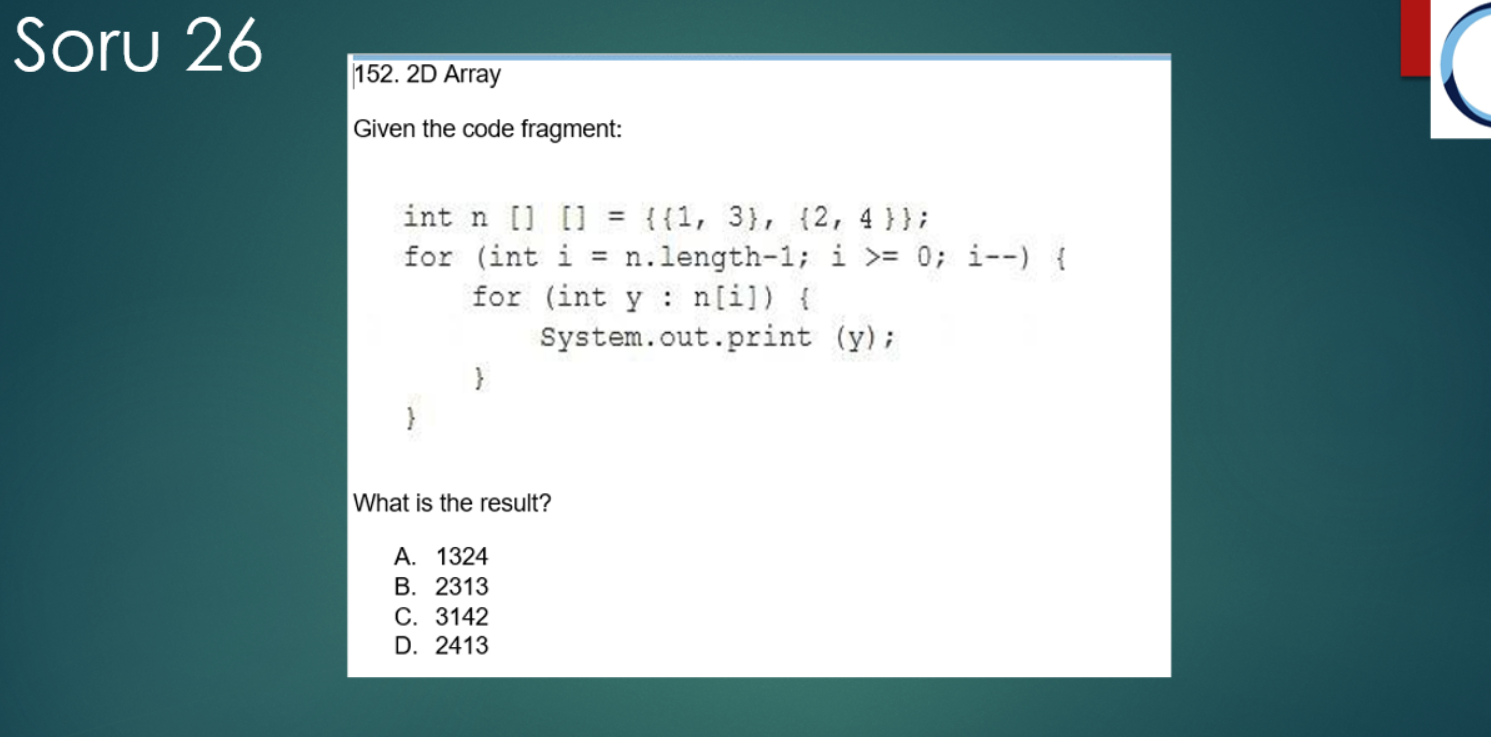 Soru 26
152. 2D Array
Given the code fragment:
int n [] [] = {{1, 3}, {2, 4 }};
for (int i = n.length-1; i >= 0; i--) {
for (int y : n[i]) {
System.out.print (y);
}
}
What is the result?
A. 1324
B. 2313
C. 3142
D. 2413